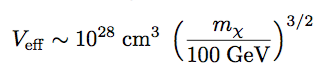 V_eff ∼ 10^28 cm^3 (m_χ / 100 GeV)^3/2